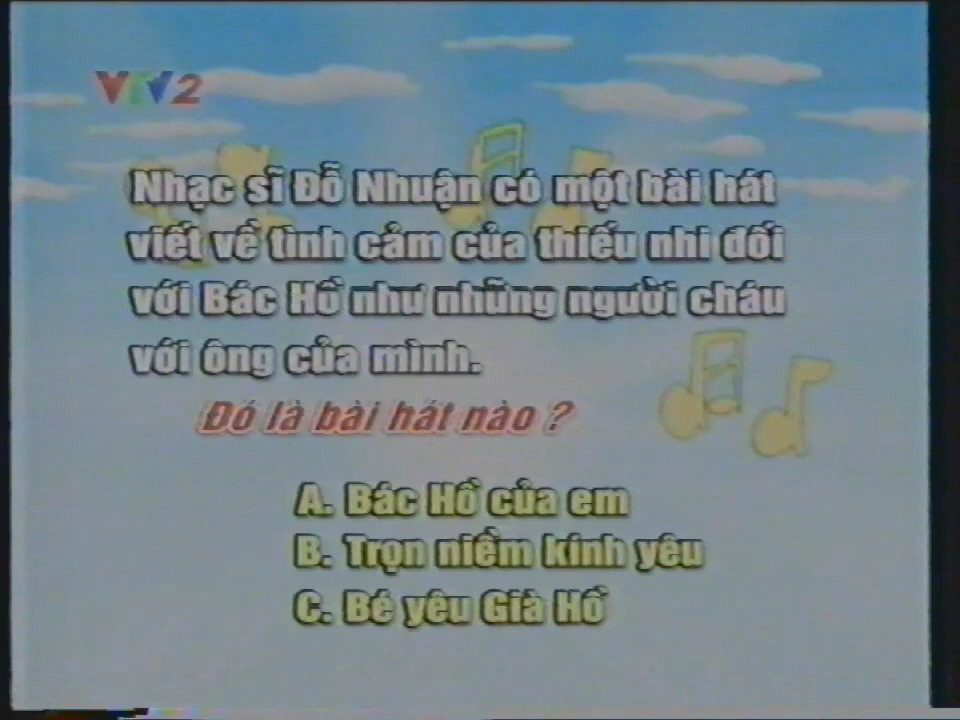 VTV2
Nhạc sĩ Đỗ Nhuận có một bài hát
viết về tình cảm của thiếu nhi đối
với Bác Hồ như những người cháu
với ông của mình.
Đó là bài hát nào ?
A. Bác Hồ của em
B. Trọn niềm kính yêu
C. Bé yêu Già Hồ